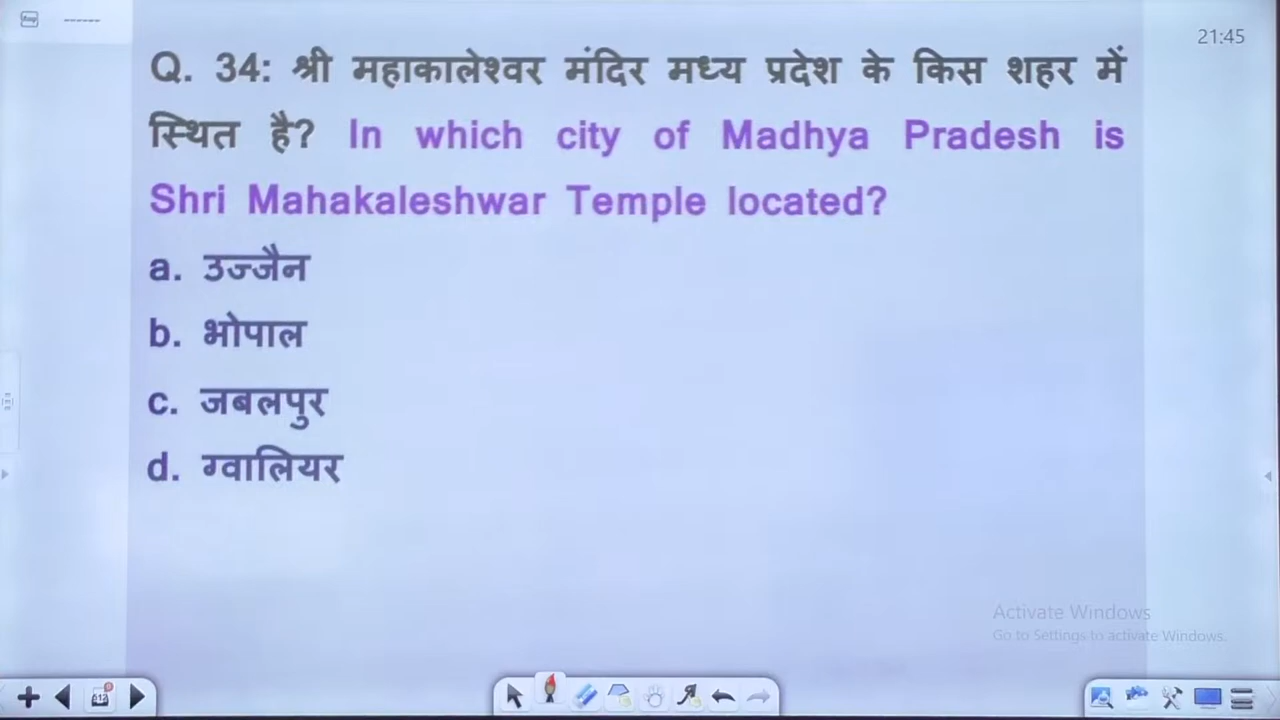 21:45
Q. 34: श्री महाकालेश्वर मंदिर मध्य प्रदेश के किस शहर में
स्थित है? In which city of Madhya Pradesh is
Shri Mahakaleshwar Temple located?
a. उज्जैन
b. भोपाल
c. जबलपुर
d. ग्वालियर
Activate Windows
Go to Settings to activate Windows.